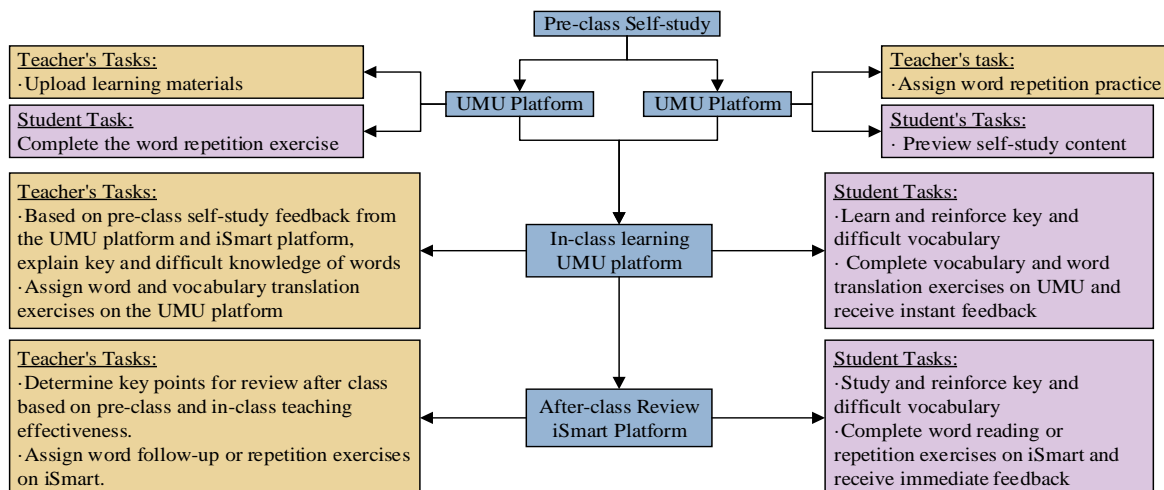 Pre-class Self-study
Teacher's Tasks:
·Upload learning materials
Student Task:
Complete the word repetition exercise
UMU Platform
UMU Platform
Teacher's task:
·Assign word repetition practice
Student's Tasks:
· Preview self-study content
Teacher's Tasks:
·Based on pre-class self-study feedback from
the UMU platform and iSmart platform,
explain key and difficult knowledge of words
·Assign word and vocabulary translation
exercises on the UMU platform
In-class learning
UMU platform
Student Tasks:
·Learn and reinforce key and
difficult vocabulary
· Complete vocabulary and word
translation exercises on UMU and
receive instant feedback
Teacher's Tasks:
·Determine key points for review after class
based on pre-class and in-class teaching
effectiveness.
·Assign word follow-up or repetition exercises
on iSmart.
After-class Review
iSmart Platform
Student Tasks:
·Study and reinforce key and
difficult vocabulary
·Complete word reading or
repetition exercises on iSmart and
receive immediate feedback